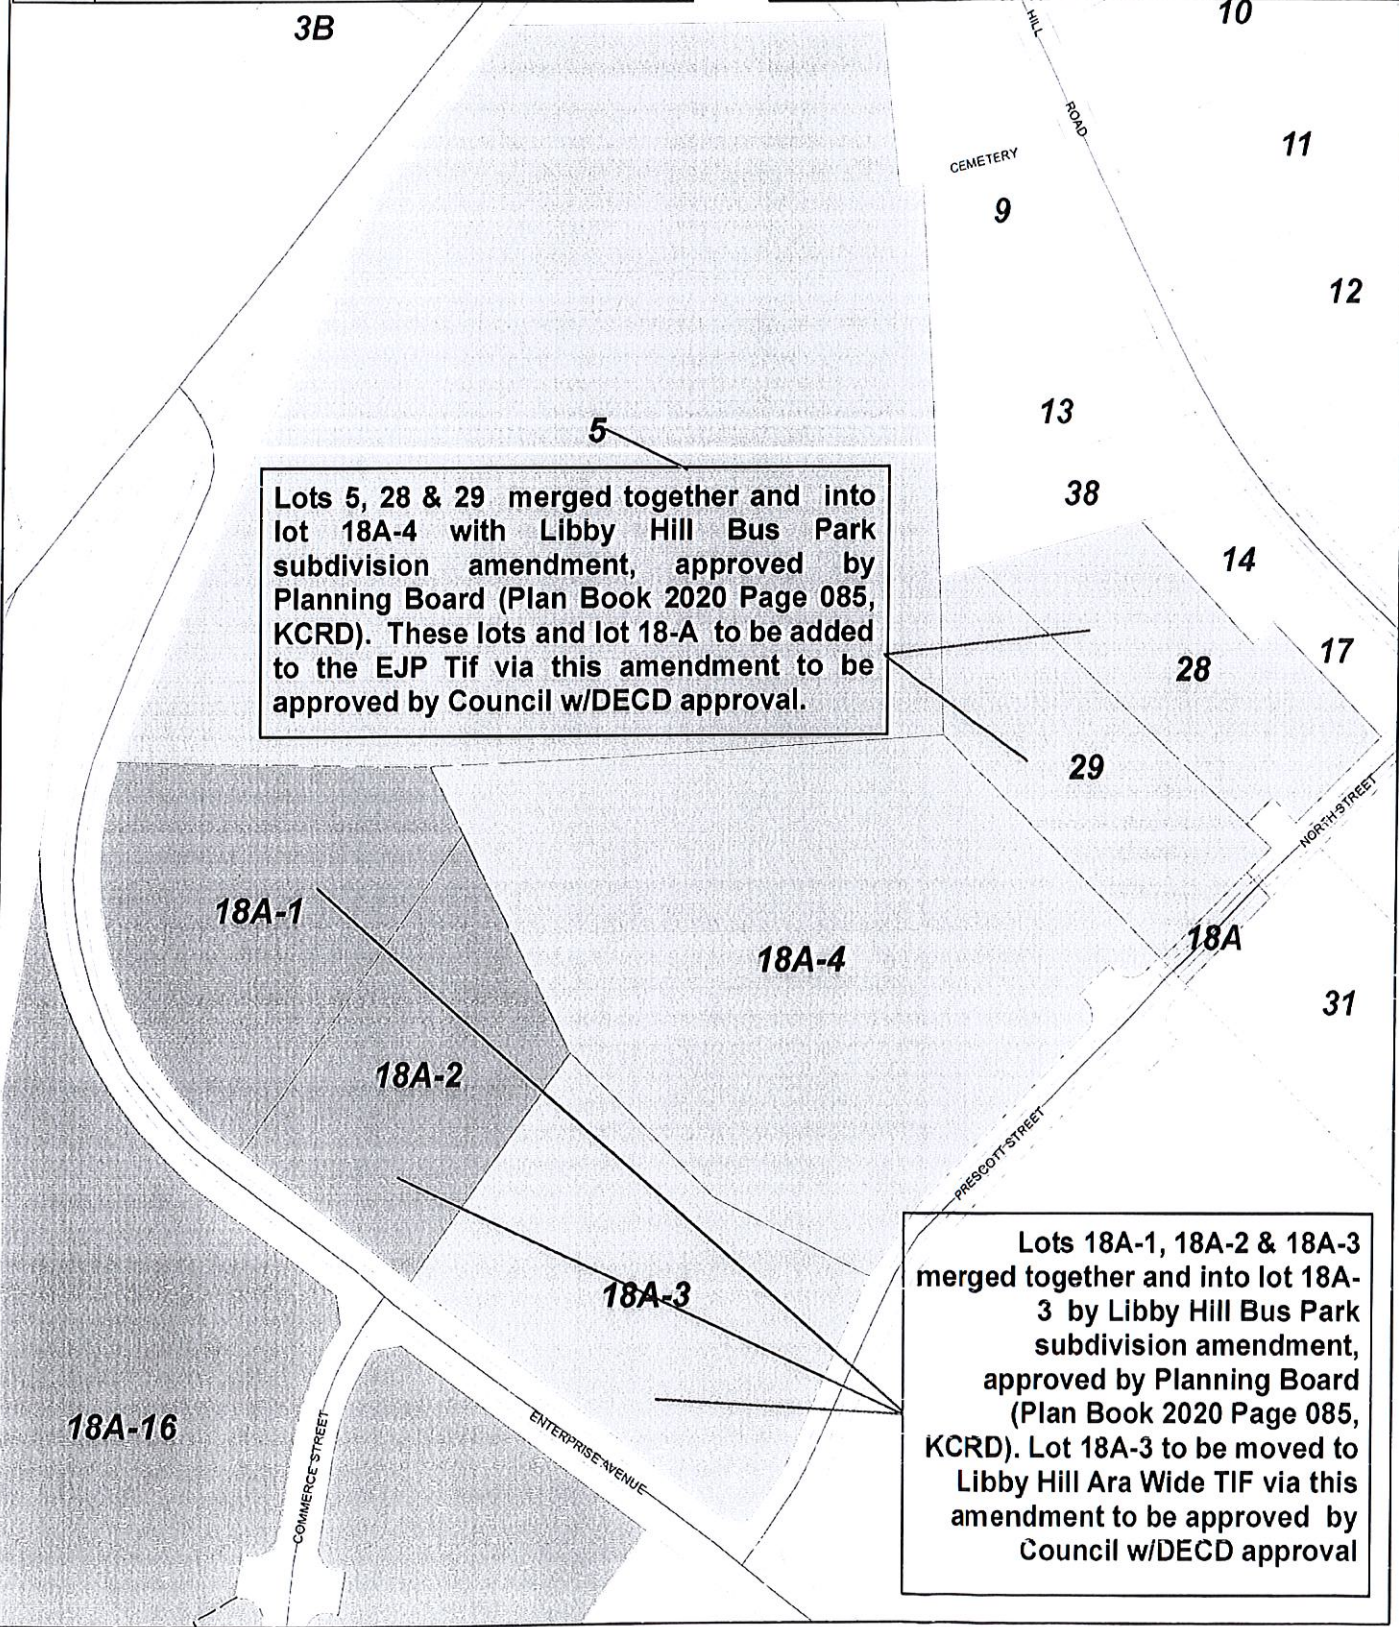 3B
10
HILL
ROAD
11
CEMETERY
9
12
13
5
38
Lots 5, 28 & 29 merged together and into
lot 18A-4 with Libby Hill Bus Park
subdivision amendment, approved by
Planning Board (Plan Book 2020 Page 085,
KCRD). These lots and lot 18-A to be added
to the EJP Tif via this amendment to be
approved by Council w/DECD approval.
14
17
28
29
NORTH STREET
18A-1
18A-4
18A
31
18A-2
PRESCOTT STREET
18A-3
Lots 18A-1, 18A-2 & 18A-3
merged together and into lot 18A-
3 by Libby Hill Bus Park
subdivision amendment,
approved by Planning Board
(Plan Book 2020 Page 085,
KCRD). Lot 18A-3 to be moved to
Libby Hill Ara Wide TIF via this
amendment to be approved by
Council w/DECD approval
18A-16
COMMERCE STREET
ENTERPRISE AVENUE